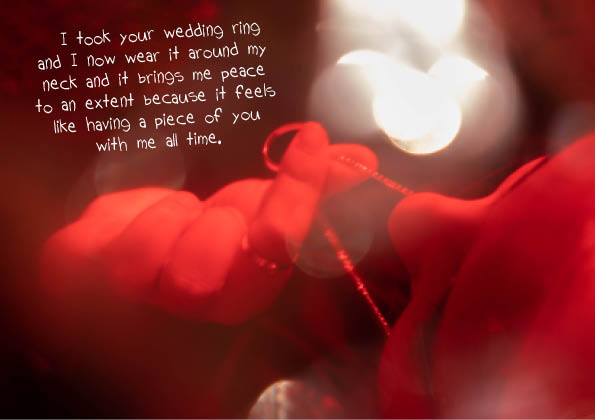 I took your wedding ring
and I now wear it around my
neck and it brings me peace
to an extent because it feels
like having a piece of you
with me all time.